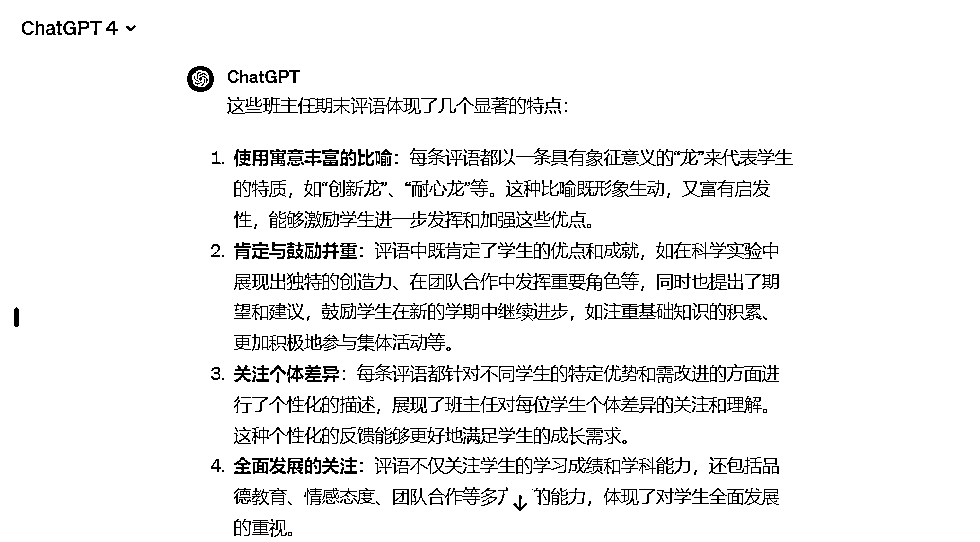 ChatGPT 4
ChatGPT
这些班主任期末评语体现了几个显著的特点：
1. 使用寓意丰富的比喻：每条评语都以一条具有象征意义的“龙”来代表学生
的特质，如“创新龙”、“耐心龙”等。这种比喻既形象生动，又富有启发
性，能够激励学生进一步发挥和加强这些优点。
2. 肯定与鼓励并重：评语中既肯定了学生的优点和成就，如在科学实验中
展现出独特的创造力、在团队合作中发挥重要角色等，同时也提出了期
望和建议，鼓励学生在新的学期中继续进步，如注重基础知识的积累、
更加积极地参与集体活动等。
3. 关注个体差异：每条评语都针对不同学生的特定优势和需改进的方面进
行了个性化的描述，展现了班主任对每位学生个体差异的关注和理解。
这种个性化的反馈能够更好地满足学生的成长需求。
4. 全面发展的关注：评语不仅关注学生的学习成绩和学科能力，还包括品
德教育、情感态度、团队合作等多 的能力，体现了对学生全面发展
的重视。